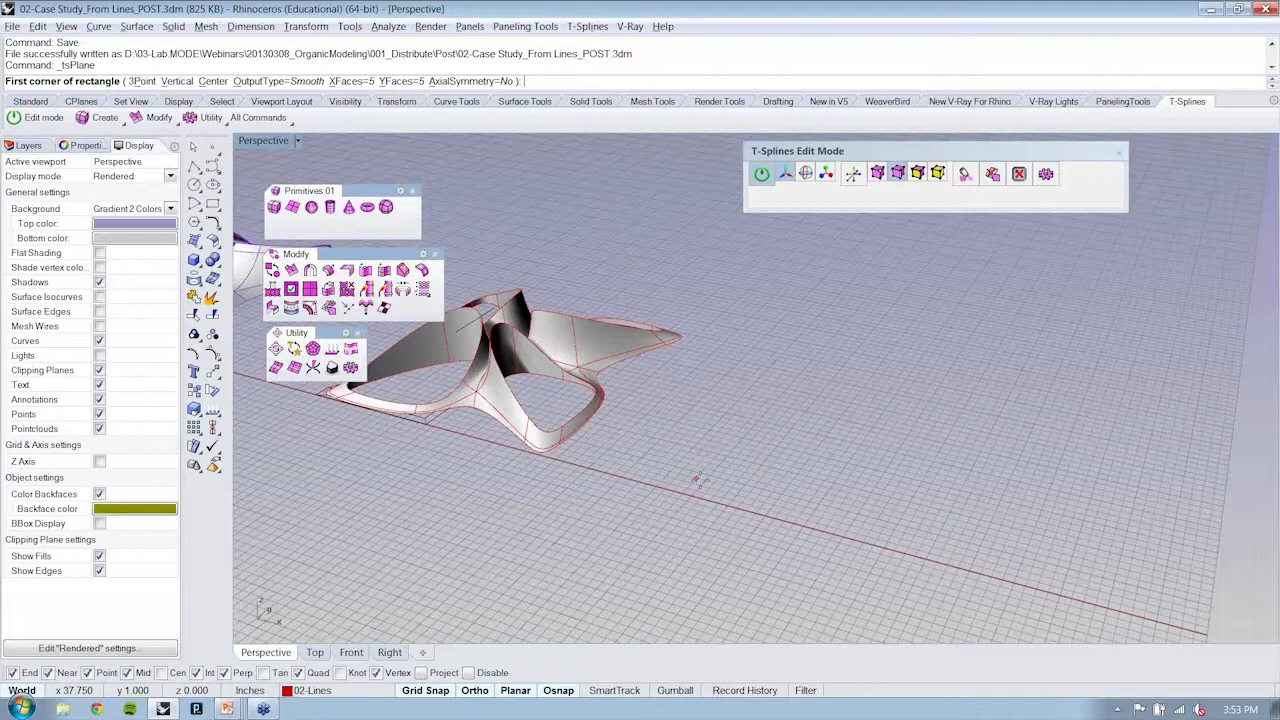 02-Case Study_From Lines_POST.3dm (825 KB) - Rhinoceros (Educational) (64-bit) - [Perspective]
File Edit View Curve Surface Solid Mesh Dimension Transform Tools Analyze Render Panels Paneling Tools T-Splines V-Ray Help
Command: Save
File successfully written as D:\03-Lab.MODE\Webinars\20130308_OrganicModeling\001_Distribute\Post\02-Case Study_From Lines_POST.3dm
Command: _tsPlane
First corner of rectangle ( 3Point Vertical Center OutputType=Smooth XFaces=5 YFaces=5 AxialSymmetry=No ):
Standard CPlanes Set View Display Select Viewport Layout Visibility Transform Curve Tools Surface Tools Solid Tools Mesh Tools Render Tools Drafting New in V5 WeaverBird New V-Ray For Rhino V-Ray Lights PanelingTools T-Splines
Edit mode Create Modify Utility All Commands
Layers Properti... Display
Perspective
T-Splines Edit Mode
Active viewport Perspective
Display mode Rendered
General settings
Background Gradient 2 Colors
Top color:
Bottom color:
Flat Shading
Shade vertex colo...
Shadows
Surface Isocurves
Surface Edges
Mesh Wires
Curves
Lights
Clipping Planes
Text
Annotations
Points
Pointclouds
Grid & Axis settings
Z Axis
Object settings
Color Backfaces
Backface color
BBox Display
Clipping Plane settings
Show Fills
Show Edges
Edit "Rendered" settings...
Primitives 01
Modify
Utility
z
y
x
Perspective Top Front Right
End Near Point Mid Cen Int Perp Tan Quad Knot Vertex Project Disable
World x 37.750 y 1.000 z 0.000 Inches 02-Lines Grid Snap Ortho Planar Osnap SmartTrack Gumball Record History Filter
3:53 PM